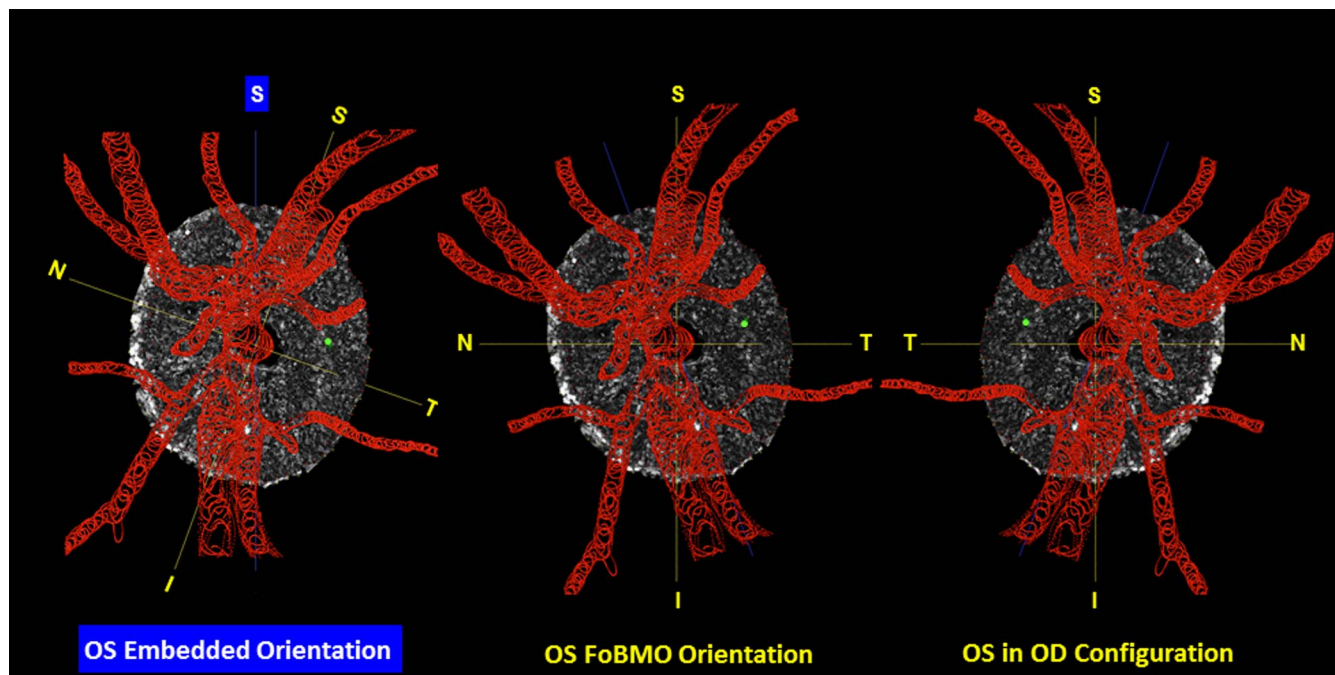 S
S
N
T
I
OS Embedded Orientation
S
N
T
I
OS FoBMO Orientation
S
T
N
I
OS in OD Configuration